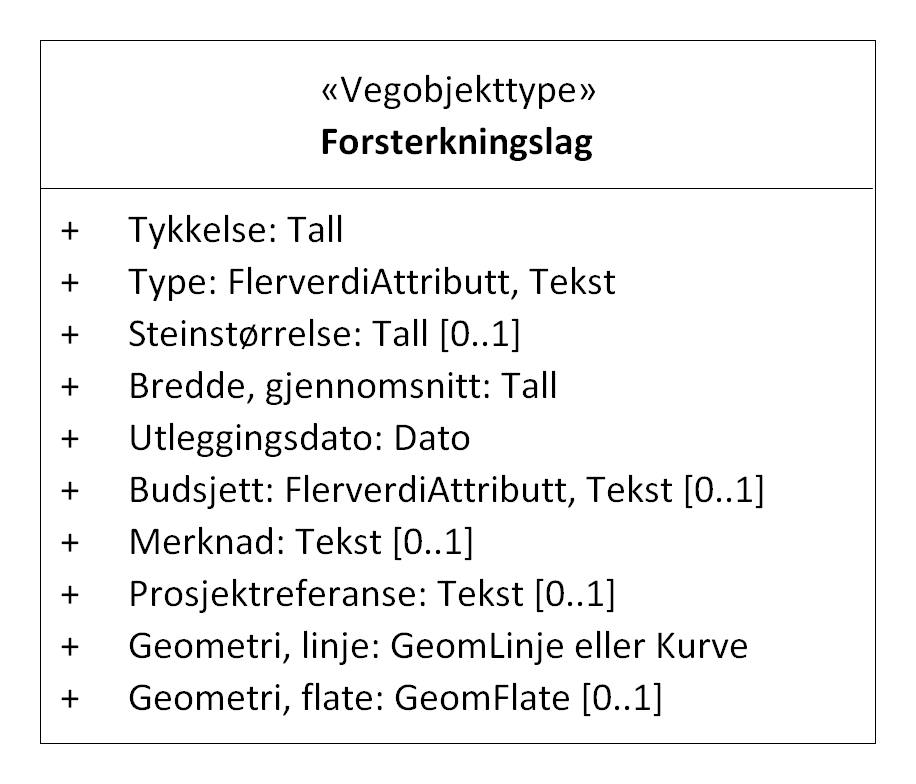 «Vegobjekttype»
Forsterkningslag
+ Tykkelse: Tall
+ Type: FlerverdiAttributt, Tekst
+ Steinstørrelse: Tall [0..1]
+ Bredde, gjennomsnitt: Tall
+ Utleggingsdato: Dato
+ Budsjett: FlerverdiAttributt, Tekst [0..1]
+ Merknad: Tekst [0..1]
+ Prosjektreferanse: Tekst [0..1]
+ Geometri, linje: GeomLinje eller Kurve
+ Geometri, flate: GeomFlate [0..1]